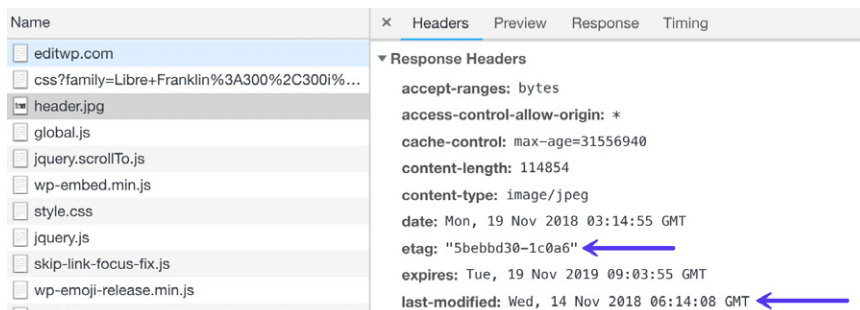 Name
editwp.com
css?family=Libre+Franklin%3A300%2C300i%...
header.jpg
global.js
jquery.scrollTo.js
wp-embed.min.js
style.css
jquery.js
skip-link-focus-fix.js
wp-emoji-release.min.js
× Headers Preview Response Timing
▼ Response Headers
accept-ranges: bytes
access-control-allow-origin: *
cache-control: max-age=31556940
content-length: 114854
content-type: image/jpeg
date: Mon, 19 Nov 2018 03:14:55 GMT
etag: "5bebbd30-1c0a6"
expires: Tue, 19 Nov 2019 09:03:55 GMT
last-modified: Wed, 14 Nov 2018 06:14:08 GMT